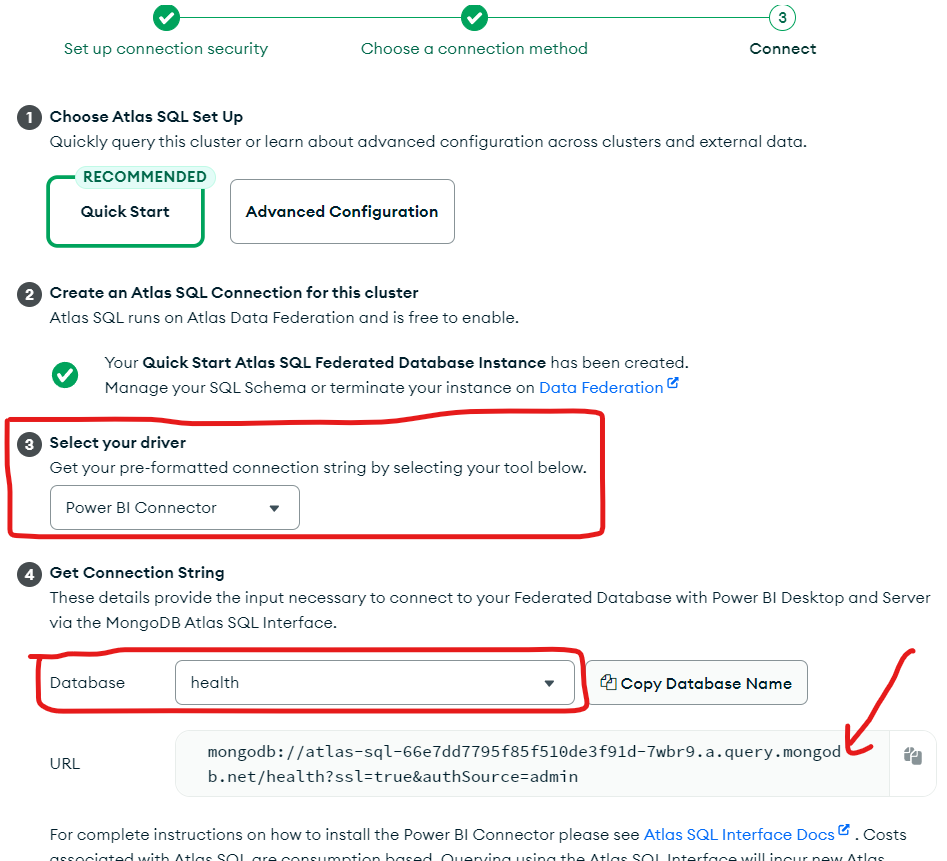 3
Set up connection security
Choose a connection method
Connect
1 Choose Atlas SQL Set Up
Quickly query this cluster or learn about advanced configuration across clusters and external data.
RECOMMENDED
Quick Start
Advanced Configuration
2 Create an Atlas SQL Connection for this cluster
Atlas SQL runs on Atlas Data Federation and is free to enable.
Your Quick Start Atlas SQL Federated Database Instance has been created.
Manage your SQL Schema or terminate your instance on Data Federation
3 Select your driver
Get your pre-formatted connection string by selecting your tool below.
Power BI Connector
4 Get Connection String
These details provide the input necessary to connect to your Federated Database with Power BI Desktop and Server
via the MongoDB Atlas SQL Interface.
Database health Copy Database Name
URL
mongodb://atlas-sql-66e7dd7795f85f510de3f91d-7wbr9.a.query.mongod
b.net/health?ssl=true&authSource=admin
For complete instructions on how to install the Power BI Connector please see Atlas SQL Interface Docs . Costs
associated with Atlas SQL are consumption based. Querying using the Atlas SQL Interface will incur new Atlas